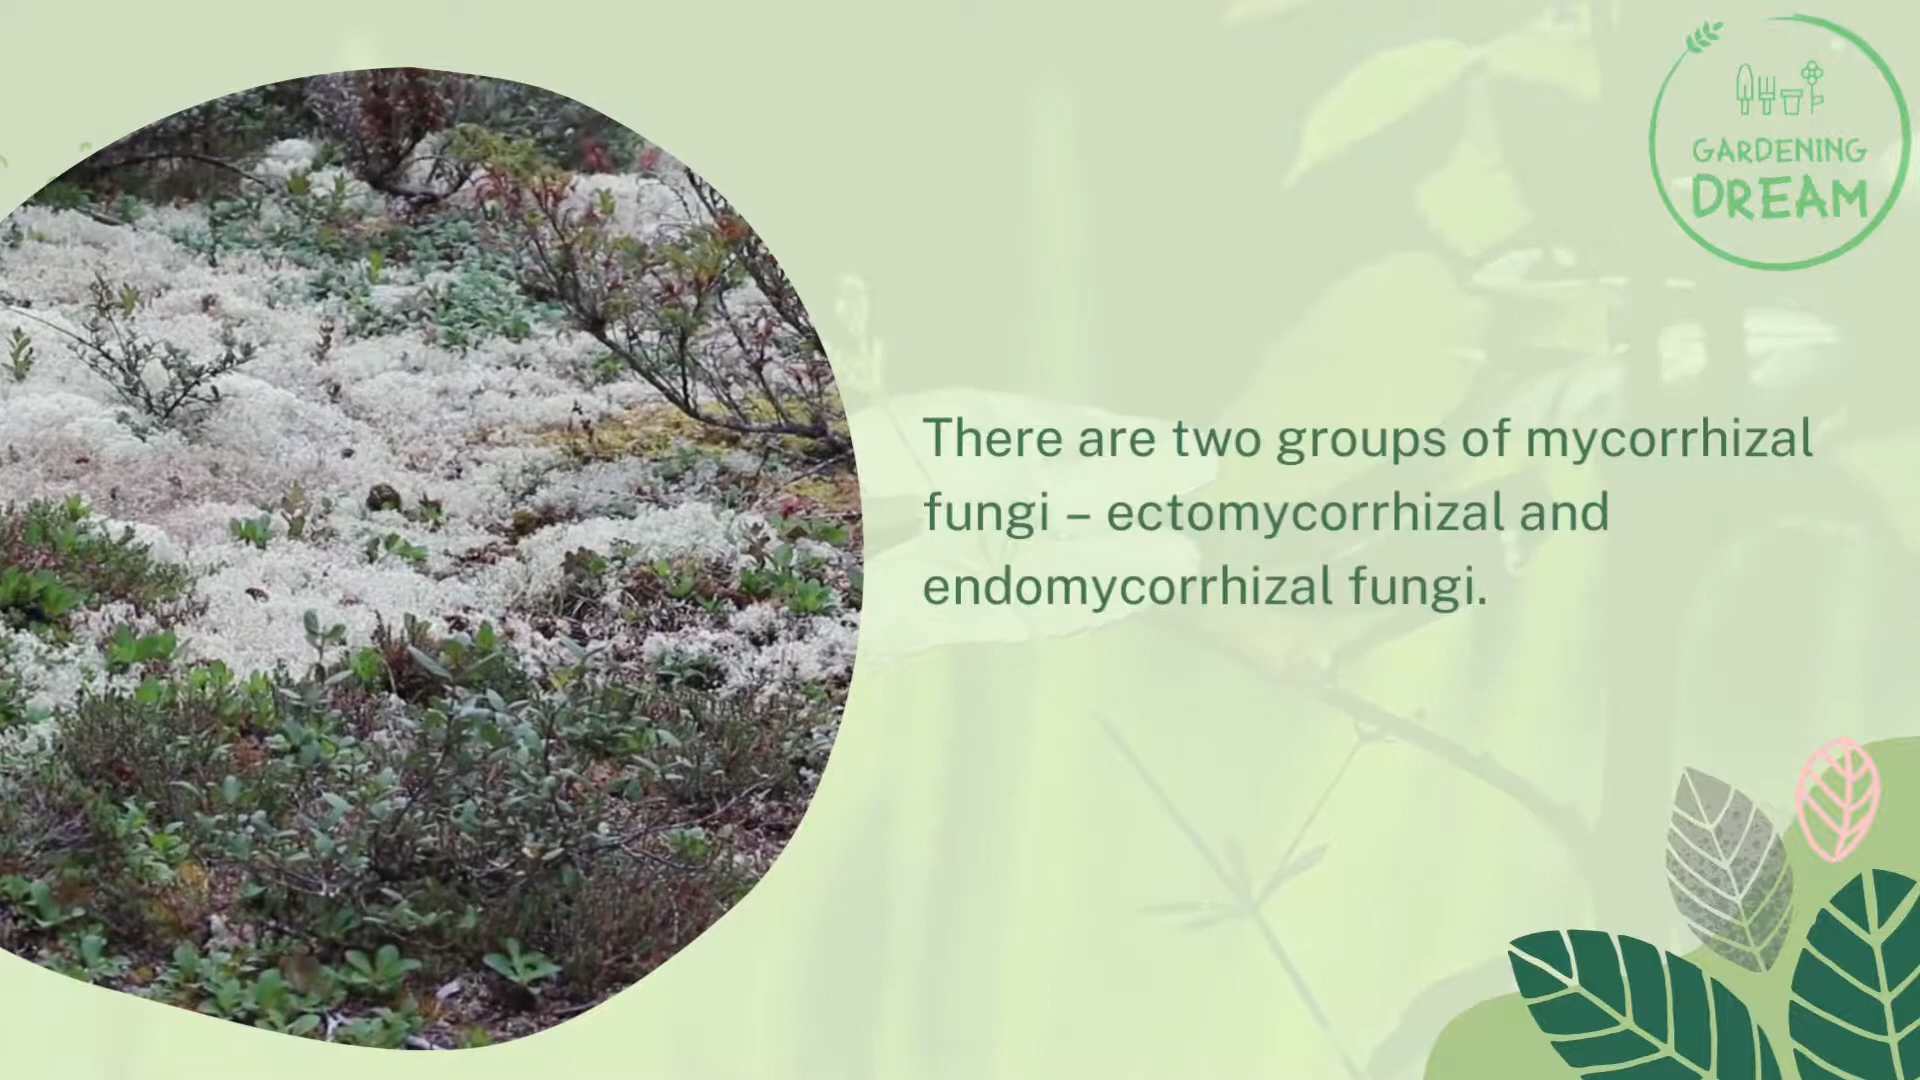 GARDENING
DREAM
There are two groups of mycorrhizal
fungi – ectomycorrhizal and
endomycorrhizal fungi.